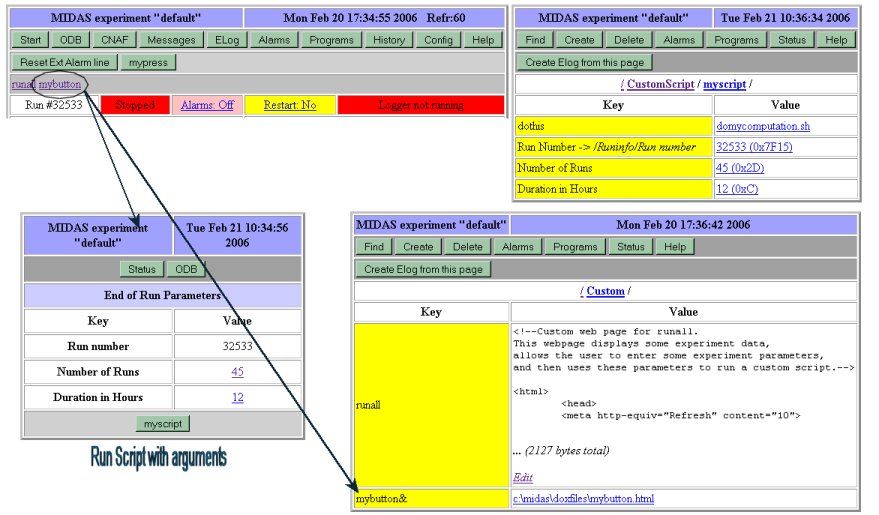 MIDAS experiment "default" Mon Feb 20 17:34:55 2006 Refr:60
Start ODB CNAF Messages ELog Alarms Programs History Config Help
Reset Ext Alarm line mypress
runall mybutton
Run #32533 Stopped Alarms: Off Restart: No Logger not running
MIDAS experiment "default" Tue Feb 21 10:36:34 2006
Find Create Delete Alarms Programs Status Help
Create Elog from this page
/ CustomScript / myscript /
Key Value
dothis domycomputation.sh
Run Number -> /Runinfo/Run number 32533 (0x7F15)
Number of Runs 45 (0x2D)
Duration in Hours 12 (0xC)
MIDAS experiment Tue Feb 21 10:34:56
"default" 2006
Status ODB
End of Run Parameters
Key Value
Run number 32533
Number of Runs 45
Duration in Hours 12
myscript
Run Script with arguments
MIDAS experiment "default" Mon Feb 20 17:36:42 2006
Find Create Delete Alarms Programs Status Help
Create Elog from this page
/ Custom /
Key Value
<!--Custom web page for runall.
This webpage displays some experiment data,
allows the user to enter some experiment parameters,
and then uses these parameters to run a custom script.-->
<html>
runall
<head>
<meta http-equiv="Refresh" content="10">
... (2127 bytes total)
Edit
mybutton& c:\midas\doxfiles\mybutton.html